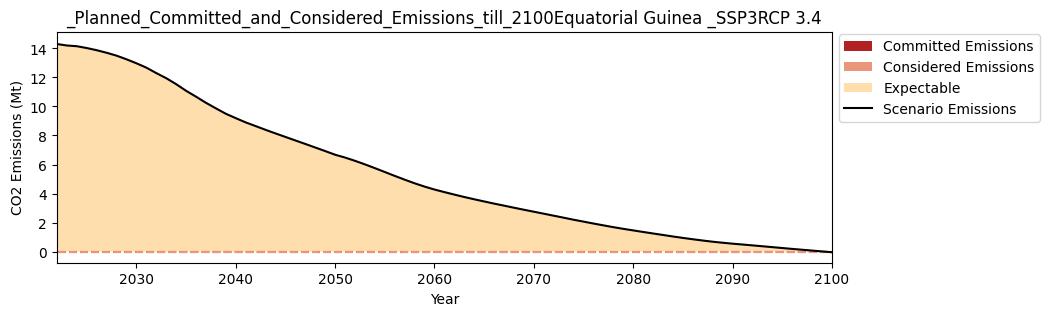 _Planned_Committed_and_Considered_Emissions_till_2100Equatorial Guinea _SSP3RCP 3.4
Committed Emissions
Considered Emissions
Expectable
Scenario Emissions
CO2 Emissions (Mt)
14
12
10
8
6
4
2
0
2030 2040 2050 2060 2070 2080 2090 2100
Year